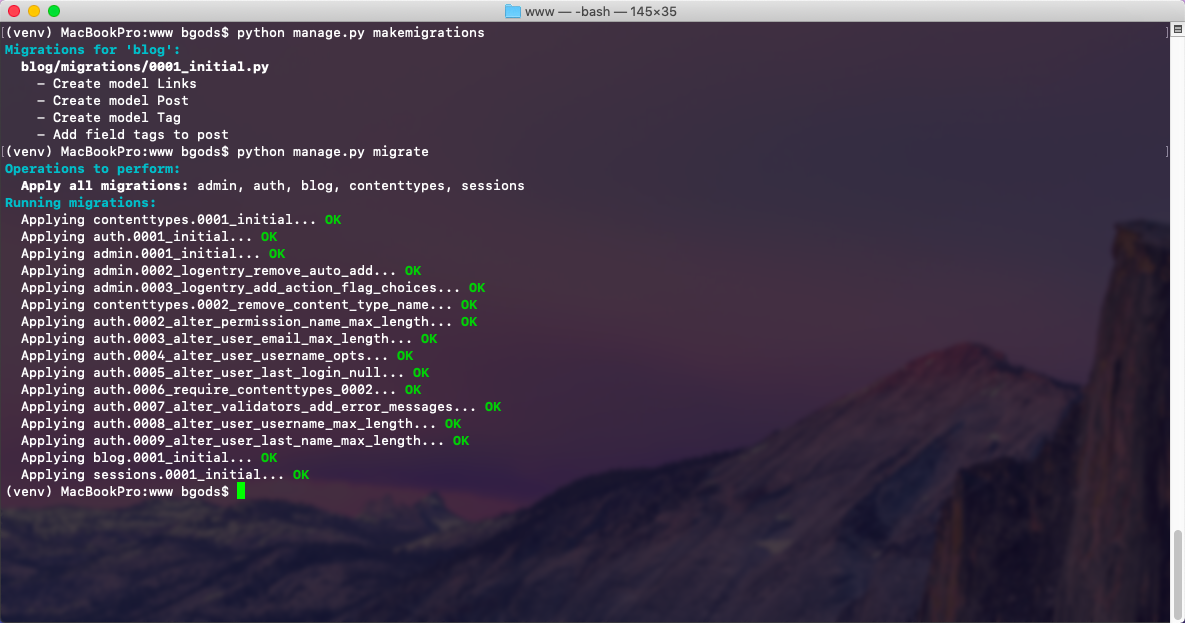 www — -bash — 145×35
(venv) MacBookPro:www bgods$ python manage.py makemigrations
Migrations for 'blog':
  blog/migrations/0001_initial.py
    – Create model Links
    – Create model Post
    – Create model Tag
    – Add field tags to post
(venv) MacBookPro:www bgods$ python manage.py migrate
Operations to perform:
  Apply all migrations: admin, auth, blog, contenttypes, sessions
Running migrations:
  Applying contenttypes.0001_initial... OK
  Applying auth.0001_initial... OK
  Applying admin.0001_initial... OK
  Applying admin.0002_logentry_remove_auto_add... OK
  Applying admin.0003_logentry_add_action_flag_choices... OK
  Applying contenttypes.0002_remove_content_type_name... OK
  Applying auth.0002_alter_permission_name_max_length... OK
  Applying auth.0003_alter_user_email_max_length... OK
  Applying auth.0004_alter_user_username_opts... OK
  Applying auth.0005_alter_user_last_login_null... OK
  Applying auth.0006_require_contenttypes_0002... OK
  Applying auth.0007_alter_validators_add_error_messages... OK
  Applying auth.0008_alter_user_username_max_length... OK
  Applying auth.0009_alter_user_last_name_max_length... OK
  Applying blog.0001_initial... OK
  Applying sessions.0001_initial... OK
(venv) MacBookPro:www bgods$